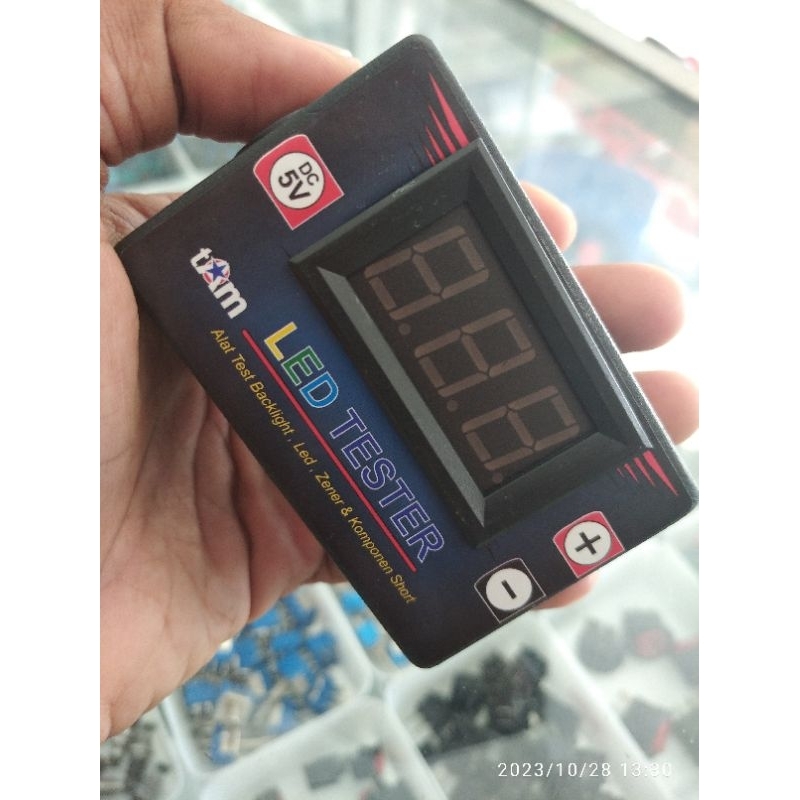 DC
5V
tAm
LED TESTER
Alat Test Backlight , Led , Zener & Komponen Short
+
-
2023/10/28 13:30